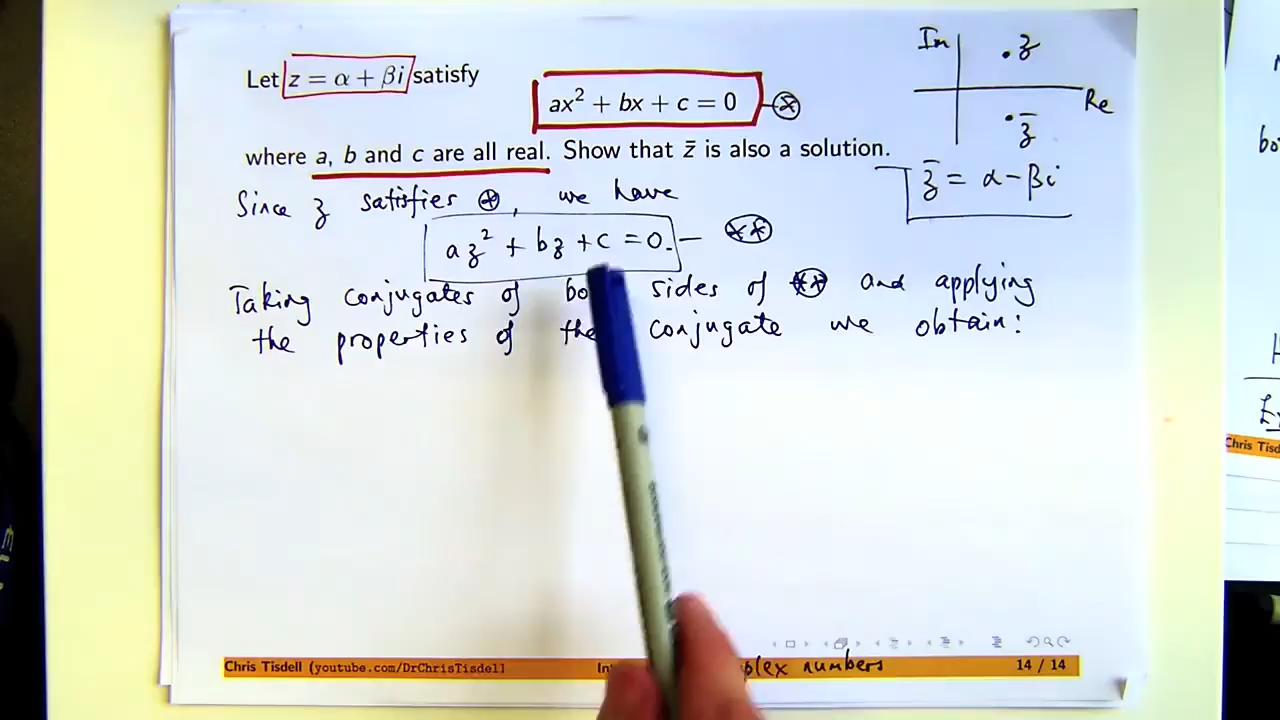 Let z = α + βi satisfy
ax² + bx + c = 0 — ⊛
where a, b and c are all real. Show that z̄ is also a solution.
Im
z
Re
z̄
z̄ = α - βi
Since z satisfies ⊛, we have
az² + bz + c = 0. — ⊛⊛
Taking conjugates of sides of ⊛⊛ and applying
the properties of the conjugate we obtain:
Chris Tisdell (youtube.com/DrChrisTisdell
numbers
14 / 14